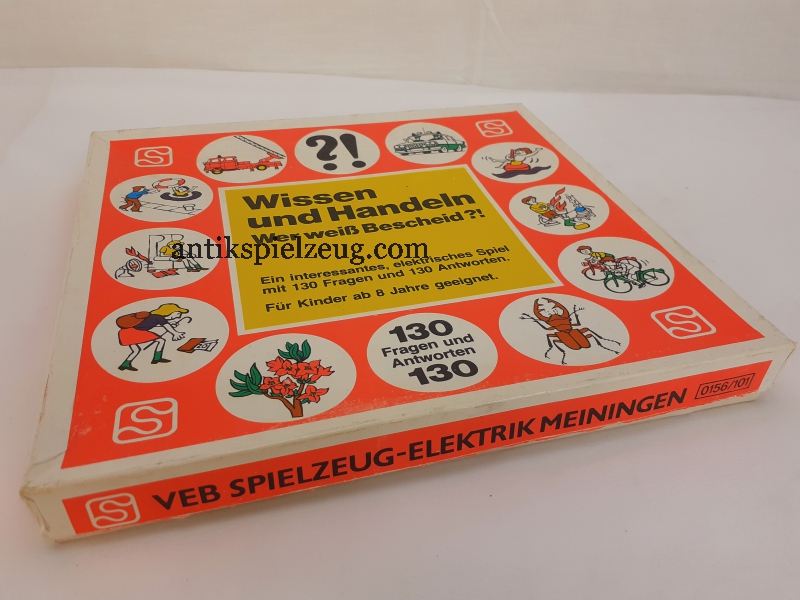 ?!
Wissen
und Handeln
Wer weiß Bescheid ?!
antikspielzeug.com
Ein interessantes, elektrisches Spiel
mit 130 Fragen und 130 Antworten.
Für Kinder ab 8 Jahre geeignet.
130
Fragen und
Antworten
130
VEB SPIELZEUG-ELEKTRIK MEININGEN 0156/101